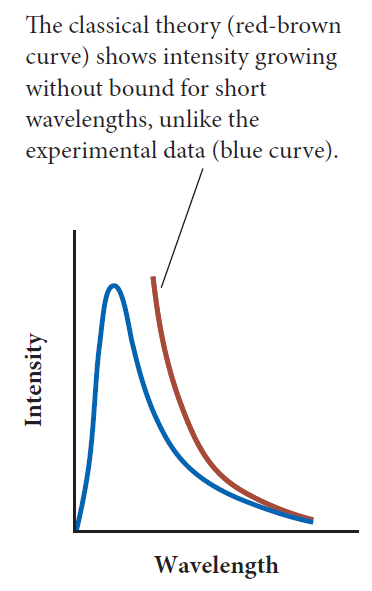 The classical theory (red-brown
curve) shows intensity growing
without bound for short
wavelengths, unlike the
experimental data (blue curve).
Intensity
Wavelength